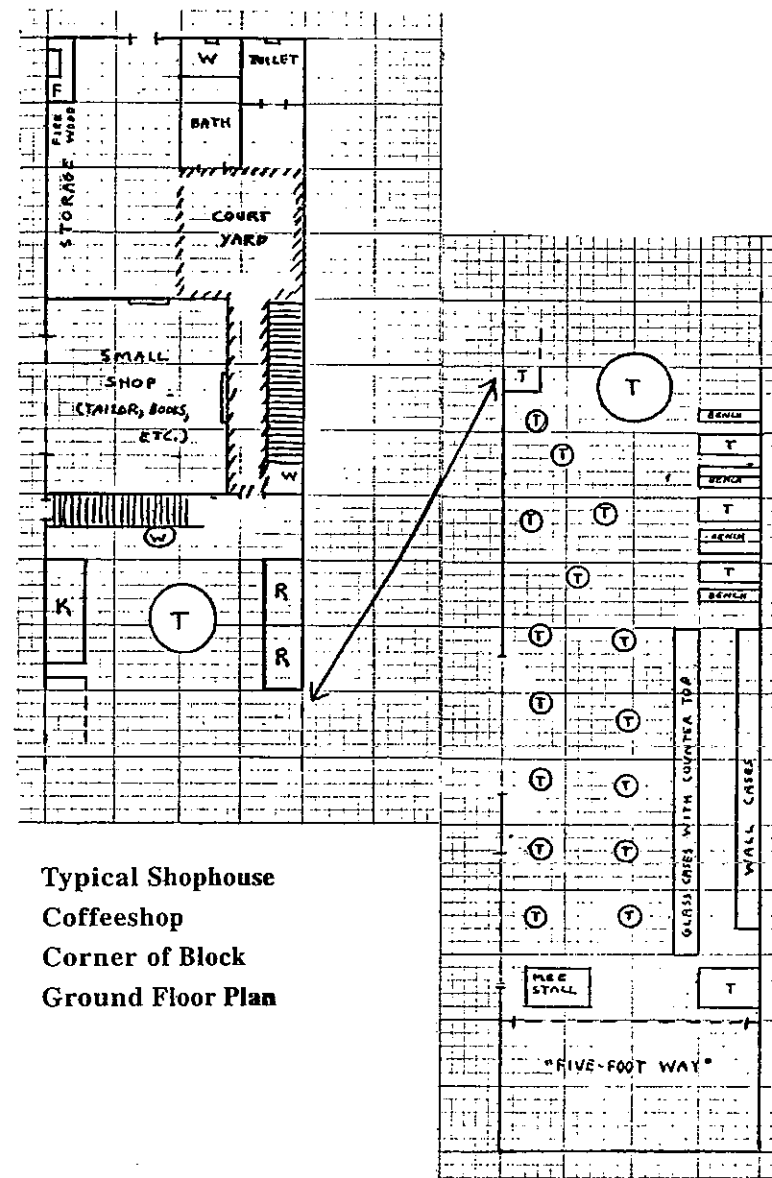 W
TOILET
F
FIRE WOOD
STORAGE
BATH
COURT
YARD
SMALL
SHOP
(TAILOR, BOOKS,
ETC.)
W
W
K
T
R
R
Typical Shophouse
Coffeeshop
Corner of Block
Ground Floor Plan
T
T
T
BENCH
T
T
BENCH
T
T
T
BENCH
T
T
BENCH
T
T
T
T
T
T
T
T
T
T
GLASS CASES WITH COUNTER TOP
WALL CASES
T
MEE
STALL
T
"FIVE-FOOT WAY"